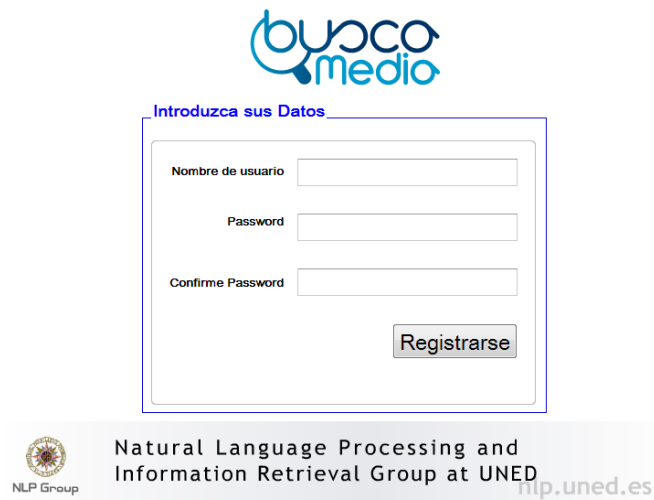 busca
medio
Introduzca sus Datos
Nombre de usuario
Password
Confirme Password
Registrarse
Natural Language Processing and
Information Retrieval Group at UNED
NLP Group
nlp.uned.es